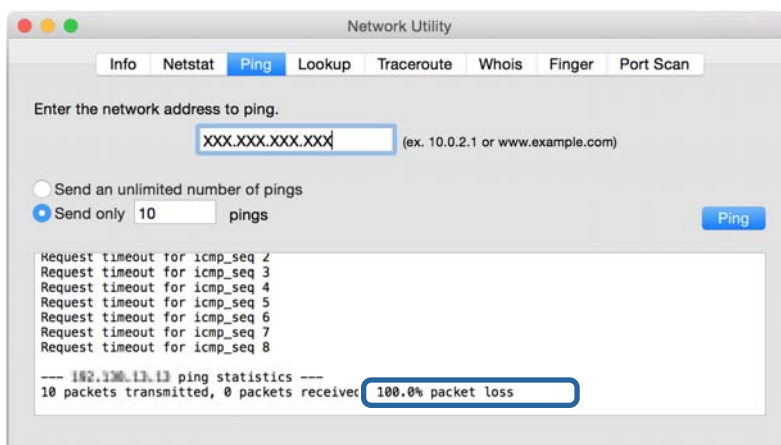 Network Utility
Info Netstat Ping Lookup Traceroute Whois Finger Port Scan
Enter the network address to ping.
XXX.XXX.XXX.XXX (ex. 10.0.2.1 or www.example.com)
Send an unlimited number of pings
Send only 10 pings
Ping
Request timeout for icmp_seq 2
Request timeout for icmp_seq 3
Request timeout for icmp_seq 4
Request timeout for icmp_seq 5
Request timeout for icmp_seq 6
Request timeout for icmp_seq 7
Request timeout for icmp_seq 8
--- ping statistics ---
10 packets transmitted, 0 packets received 100.0% packet loss